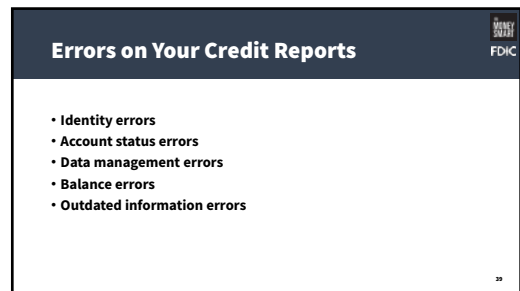 MONEY
SMART
Errors on Your Credit Reports
FDIC
• Identity errors
• Account status errors
• Data management errors
• Balance errors
• Outdated information errors
39